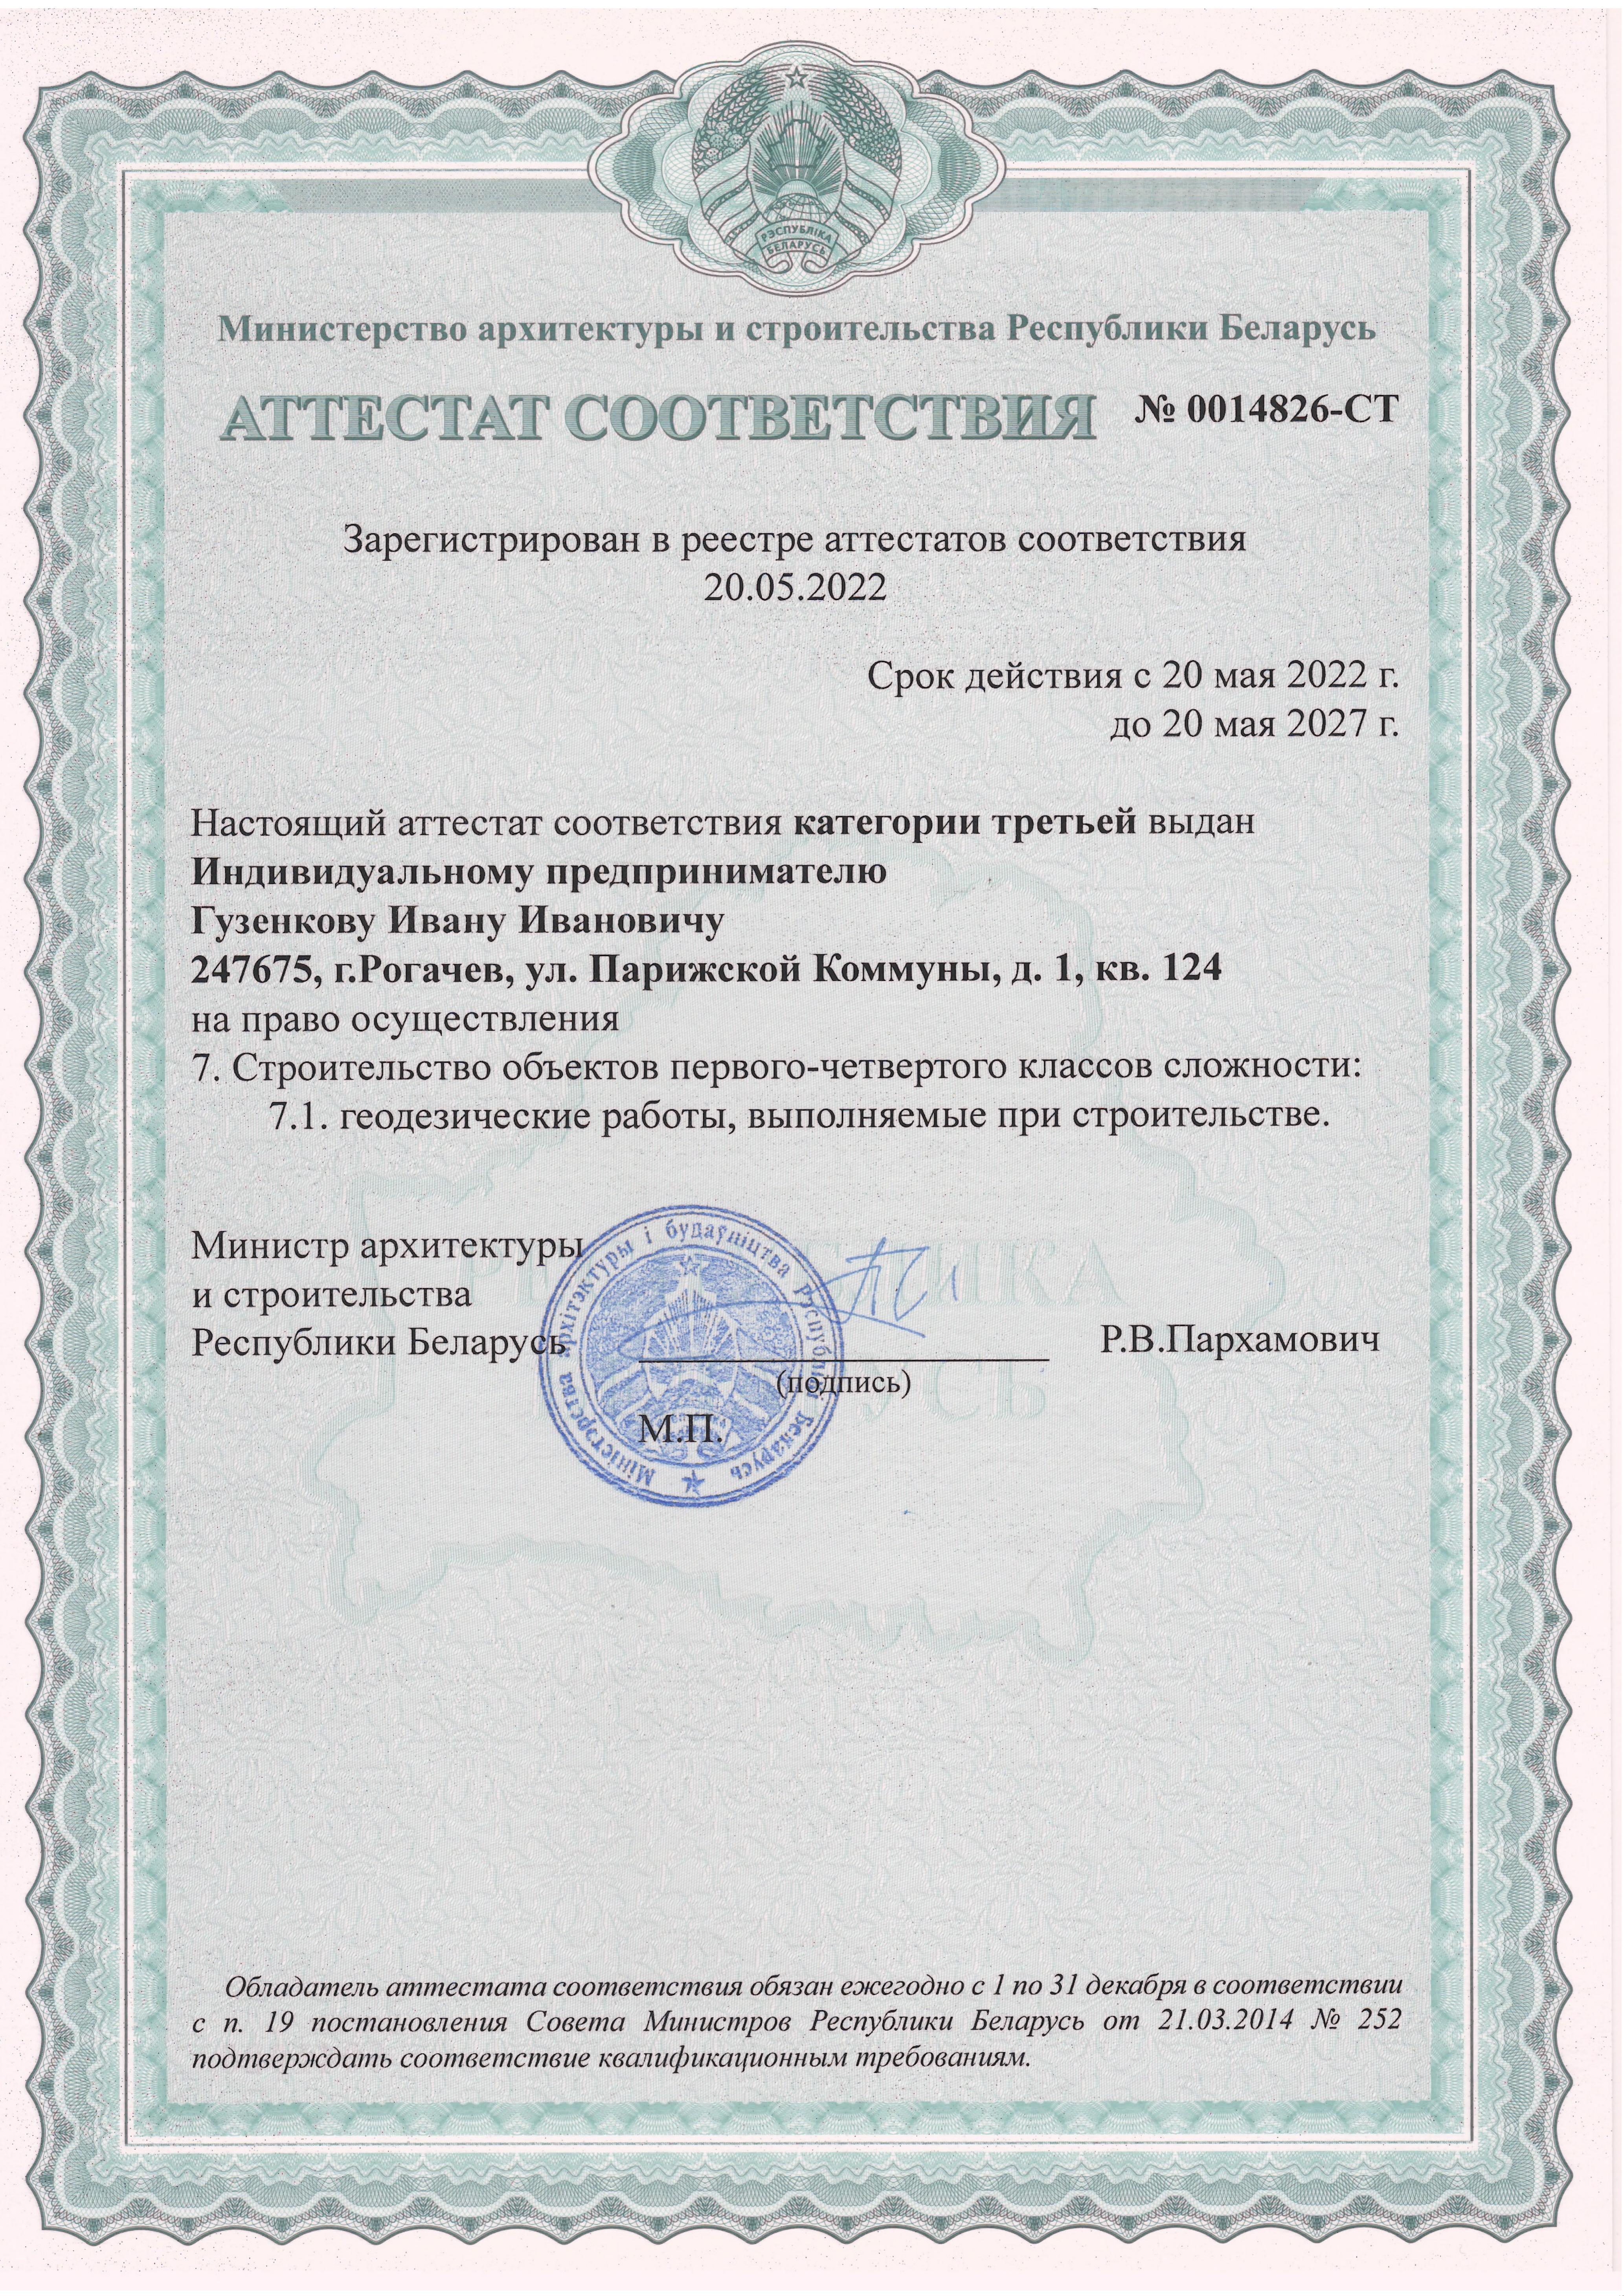 РЭСПУБЛІКА
БЕЛАРУСЬ
Министерство архитектуры и строительства Республики Беларусь
АТТЕСТАТ СООТВЕТСТВИЯ № 0014826-СТ
Зарегистрирован в реестре аттестатов соответствия
20.05.2022
Срок действия с 20 мая 2022 г.
до 20 мая 2027 г.
Настоящий аттестат соответствия категории третьей выдан
Индивидуальному предпринимателю
Гузенкову Ивану Ивановичу
247675, г.Рогачев, ул. Парижской Коммуны, д. 1, кв. 124
на право осуществления
7. Строительство объектов первого-четвертого классов сложности:
7.1. геодезические работы, выполняемые при строительстве.
Министр архитектуры
и строительства
Республики Беларусь
Р.В.Пархамович
(подпись)
М.П.
Міністэрства архітэктуры і будаўніцтва Рэспублікі Беларусь
Обладатель аттестата соответствия обязан ежегодно с 1 по 31 декабря в соответствии
с п. 19 постановления Совета Министров Республики Беларусь от 21.03.2014 № 252
подтверждать соответствие квалификационным требованиям.